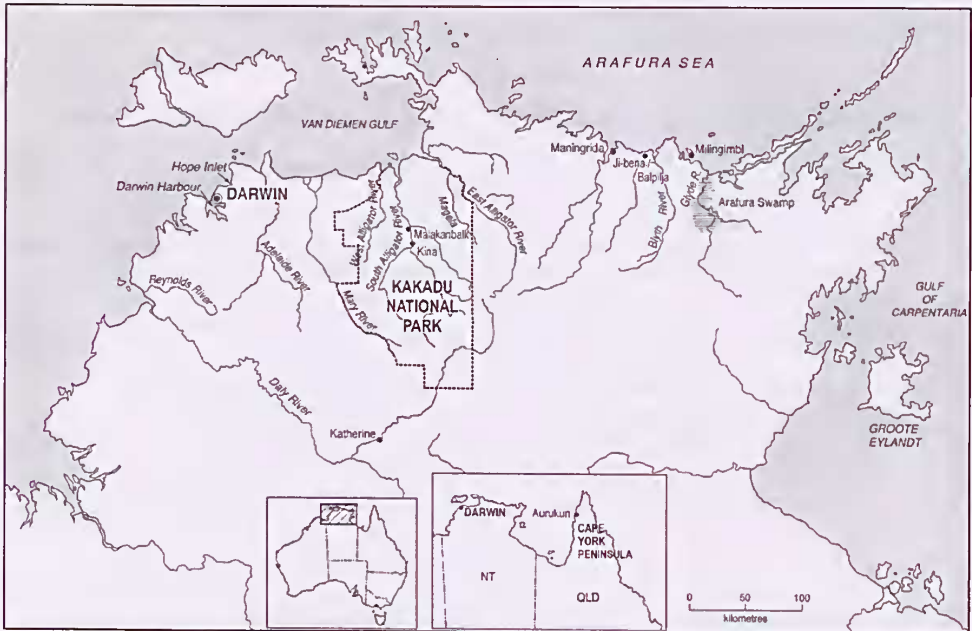 ARAFURA SEA
VAN DIEMEN GULF
Hope Inlet
Darwin Harbour
DARWIN
Maningrida
Ji-bena
Balpilja
Milingimbi
Glyde R.
Arafura Swamp
Blyth River
West Alligator River
South Alligator River
Magela
East Alligator River
Malakanbalk
Kina
Adelaide River
Reynolds River
Mary River
KAKADU
NATIONAL
PARK
GULF
OF
CARPENTARIA
Daly River
Katherine
GROOTE
EYLANDT
DARWIN
Aurukun
CAPE
YORK
PENINSULA
NT
QLD
0 50 100
kilometres